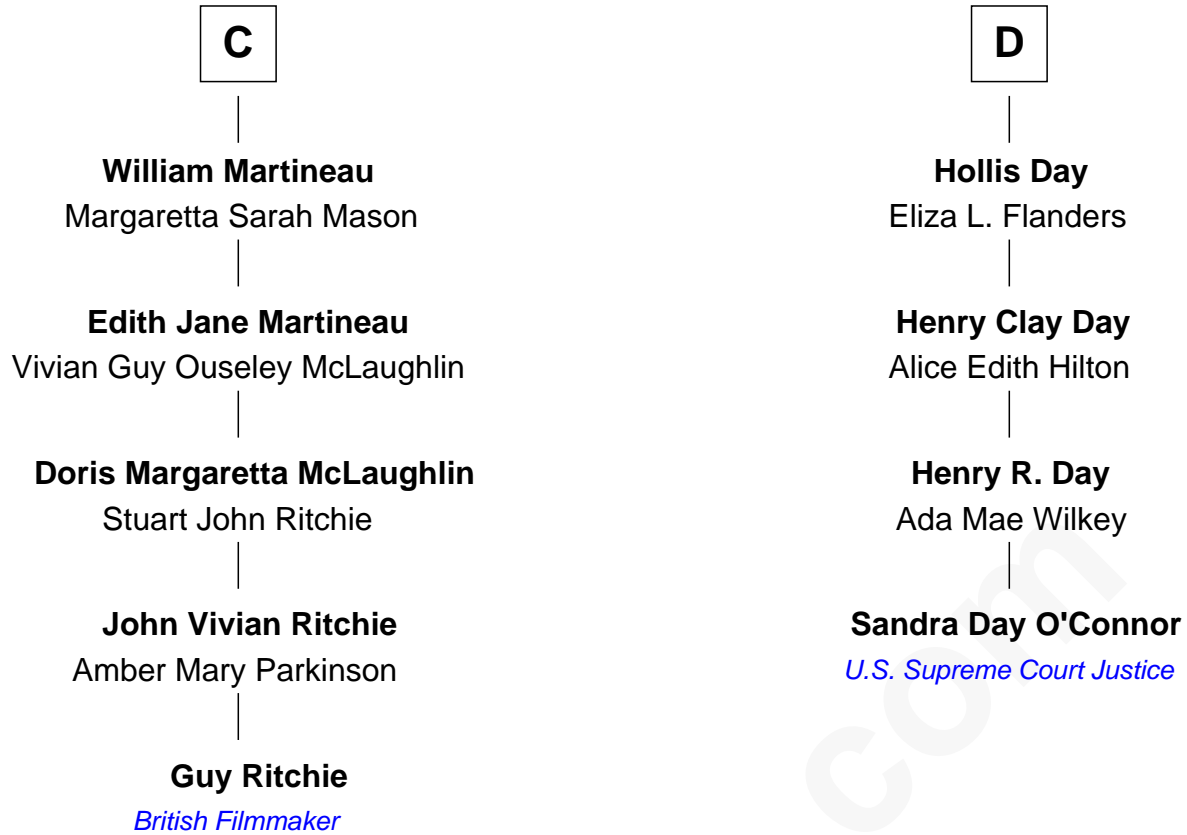 C
William Martineau
Margaretta Sarah Mason
Edith Jane Martineau
Vivian Guy Ouseley McLaughlin
Doris Margaretta McLaughlin
Stuart John Ritchie
John Vivian Ritchie
Amber Mary Parkinson
Guy Ritchie
British Filmmaker
D
Hollis Day
Eliza L. Flanders
Henry Clay Day
Alice Edith Hilton
Henry R. Day
Ada Mae Wilkey
Sandra Day O'Connor
U.S. Supreme Court Justice
com